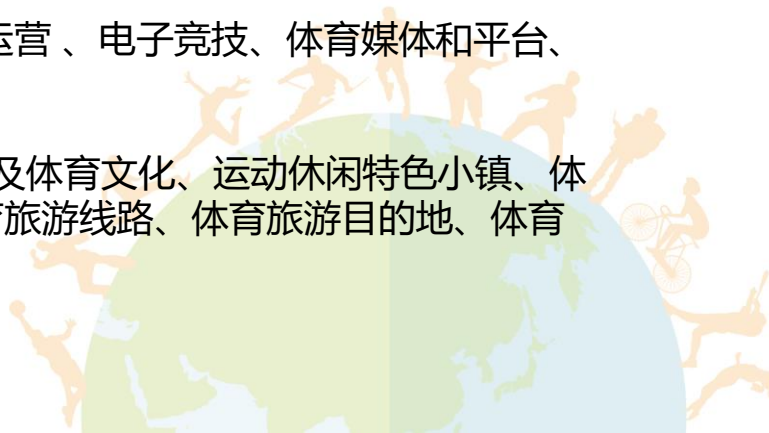 运营 、电子竞技、体育媒体和平台、
及体育文化、运动休闲特色小镇、体
育旅游线路、体育旅游目的地、体育